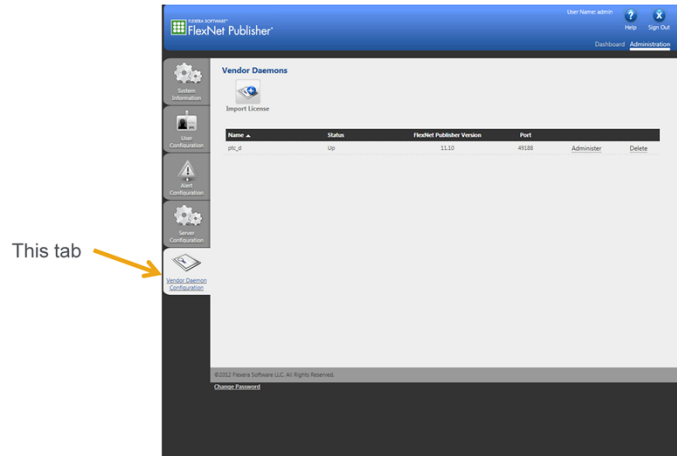 FLEXERA SOFTWARE
FlexNet Publisher
User Name: admin
Help Sign Out
Dashboard Administration
System
Information
User
Configuration
Alert
Configuration
Server
Configuration
Vendor Daemon
Configuration
Vendor Daemons
Import License
Name Status FlexNet Publisher Version Port
ptc_d Up 11.10 49188 Administer Delete
This tab
©2012 Flexera Software LLC. All Rights Reserved.
Change Password